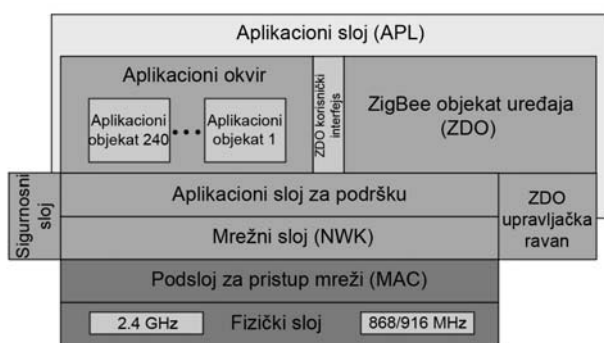 Aplikacioni sloj (APL)
Aplikacioni okvir
Aplikacioni
objekat 240
Aplikacioni
objekat 1
ZDO korisnički
interfejs
ZigBee objekat uređaja
(ZDO)
Sigurnosni
sloj
Aplikacioni sloj za podršku
Mrežni sloj (NWK)
ZDO
upravljačka
ravan
Podsloj za pristup mreži (MAC)
2.4 GHz
Fizički sloj
868/916 MHz